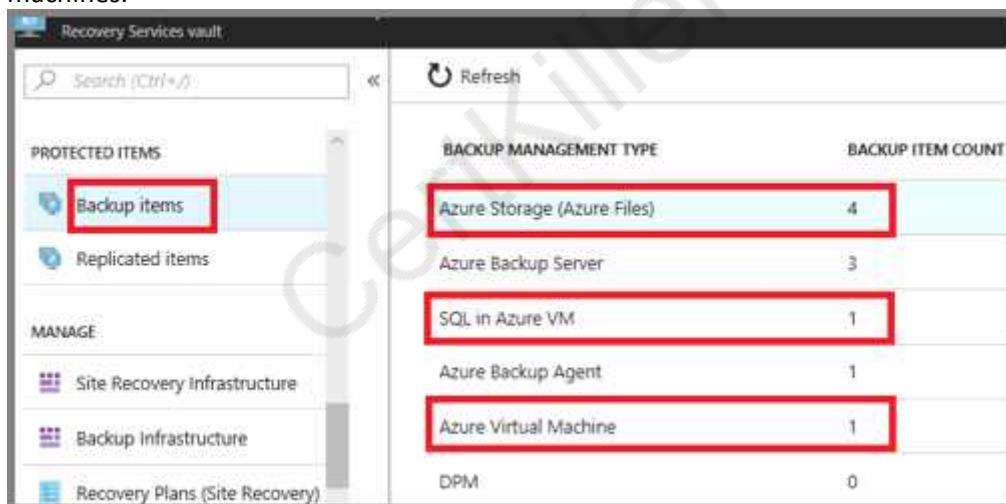 machines.
Recovery Services vault
Search (Ctrl+/)
«
Refresh
PROTECTED ITEMS
Backup items
Replicated items
MANAGE
Site Recovery Infrastructure
Backup Infrastructure
Recovery Plans (Site Recovery)
BACKUP MANAGEMENT TYPE BACKUP ITEM COUNT
Azure Storage (Azure Files) 4
Azure Backup Server 3
SQL in Azure VM 1
Azure Backup Agent 1
Azure Virtual Machine 1
DPM 0
CertKiller